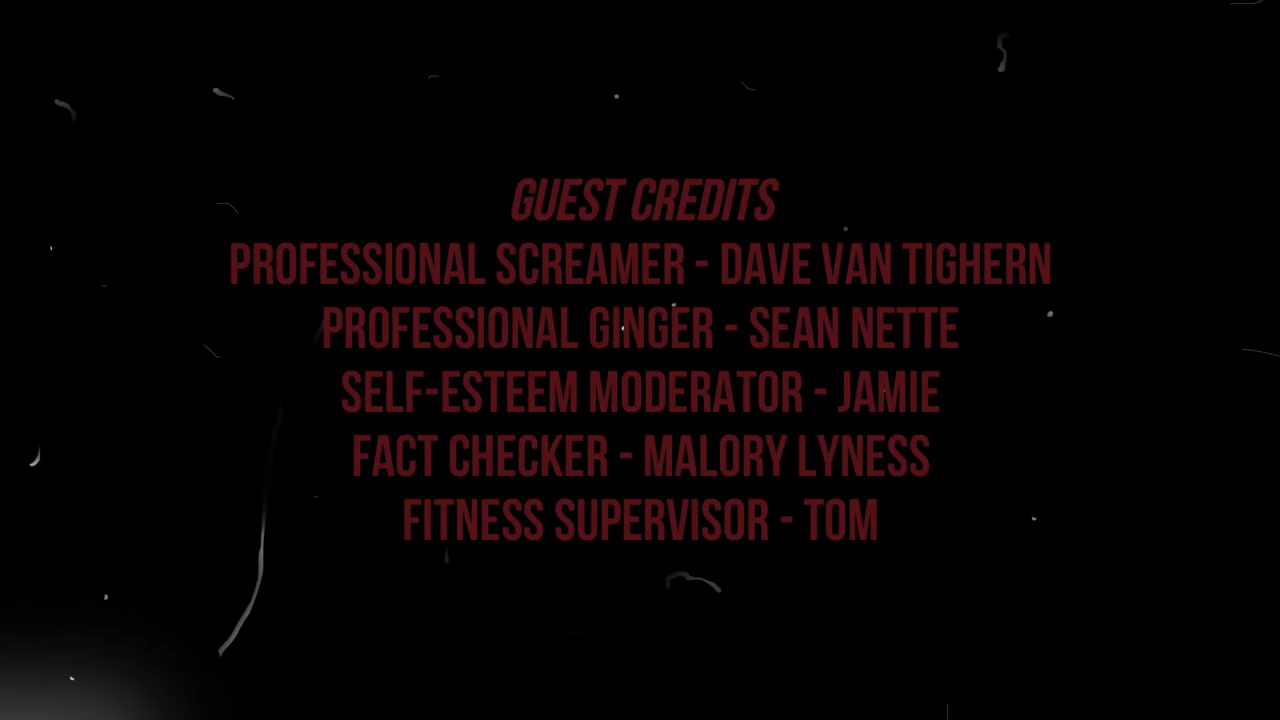 GUEST CREDITS
PROFESSIONAL SCREAMER - DAVE VAN TIGHERN
PROFESSIONAL GINGER - SEAN NETTE
SELF-ESTEEM MODERATOR - JAMIE
FACT CHECKER - MALORY LYNESS
FITNESS SUPERVISOR - TOM